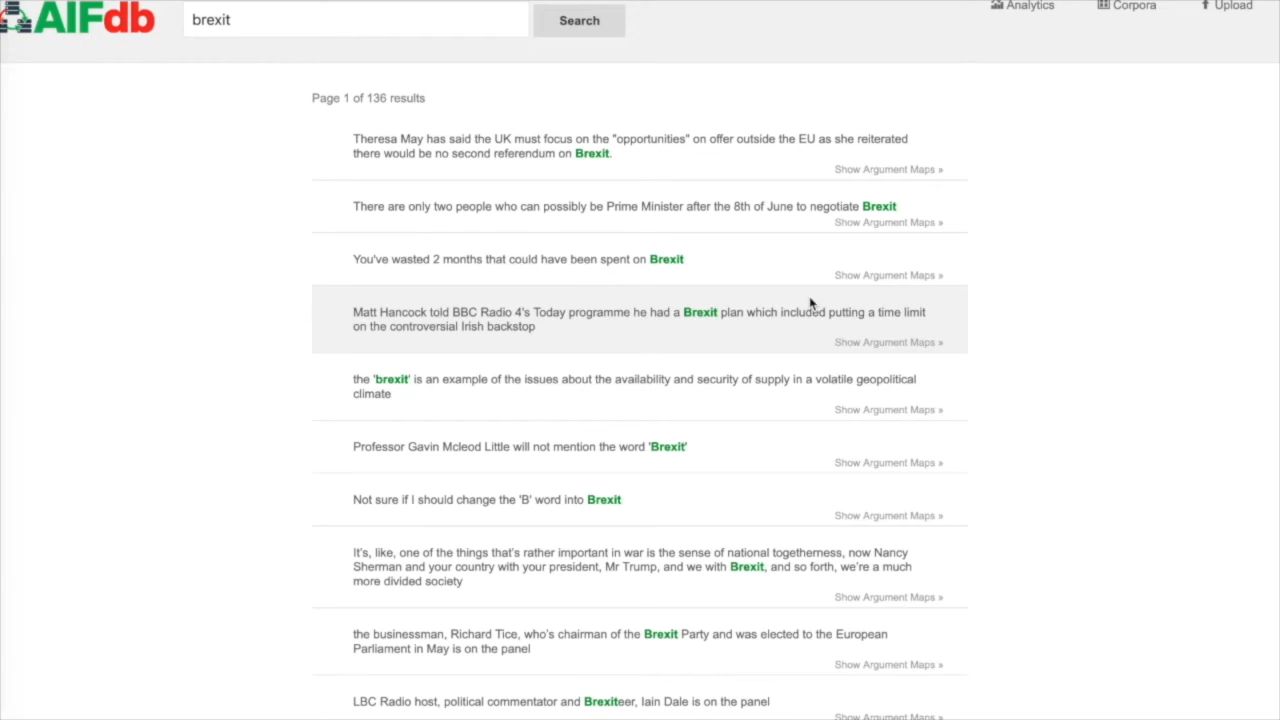 AIFdb
brexit
Search
Analytics
Corpora
Upload
Page 1 of 136 results
Theresa May has said the UK must focus on the "opportunities" on offer outside the EU as she reiterated
there would be no second referendum on Brexit.
Show Argument Maps »
There are only two people who can possibly be Prime Minister after the 8th of June to negotiate Brexit
Show Argument Maps »
You've wasted 2 months that could have been spent on Brexit
Show Argument Maps »
Matt Hancock told BBC Radio 4's Today programme he had a Brexit plan which included putting a time limit
on the controversial Irish backstop
Show Argument Maps »
the 'brexit' is an example of the issues about the availability and security of supply in a volatile geopolitical
climate
Show Argument Maps »
Professor Gavin Mcleod Little will not mention the word 'Brexit'
Show Argument Maps »
Not sure if I should change the 'B' word into Brexit
Show Argument Maps »
It's, like, one of the things that's rather important in war is the sense of national togetherness, now Nancy
Sherman and your country with your president, Mr Trump, and we with Brexit, and so forth, we're a much
more divided society
Show Argument Maps »
the businessman, Richard Tice, who's chairman of the Brexit Party and was elected to the European
Parliament in May is on the panel
Show Argument Maps »
LBC Radio host, political commentator and Brexiteer, Iain Dale is on the panel
Show Argument Maps »